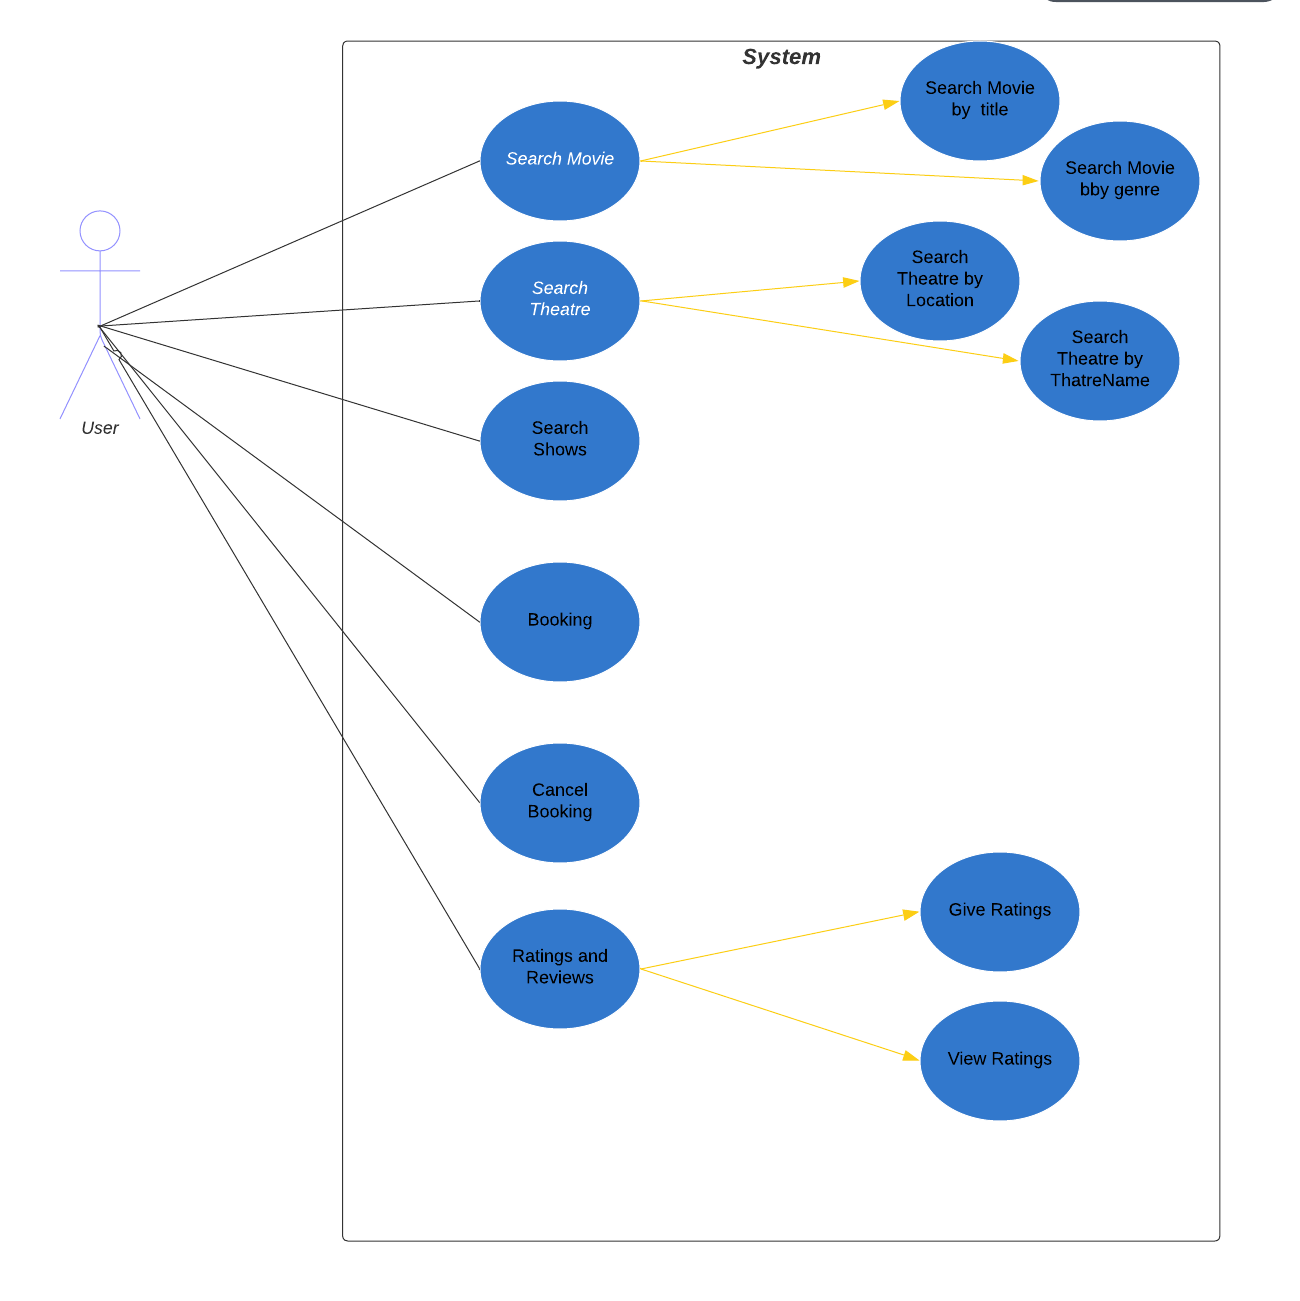 System
Search Movie
by  title
Search Movie
Search Movie
bby genre
Search
Theatre by
Location
Search
Theatre
Search
Theatre by
ThatreName
User
Search
Shows
Booking
Cancel
Booking
Give Ratings
Ratings and
Reviews
View Ratings